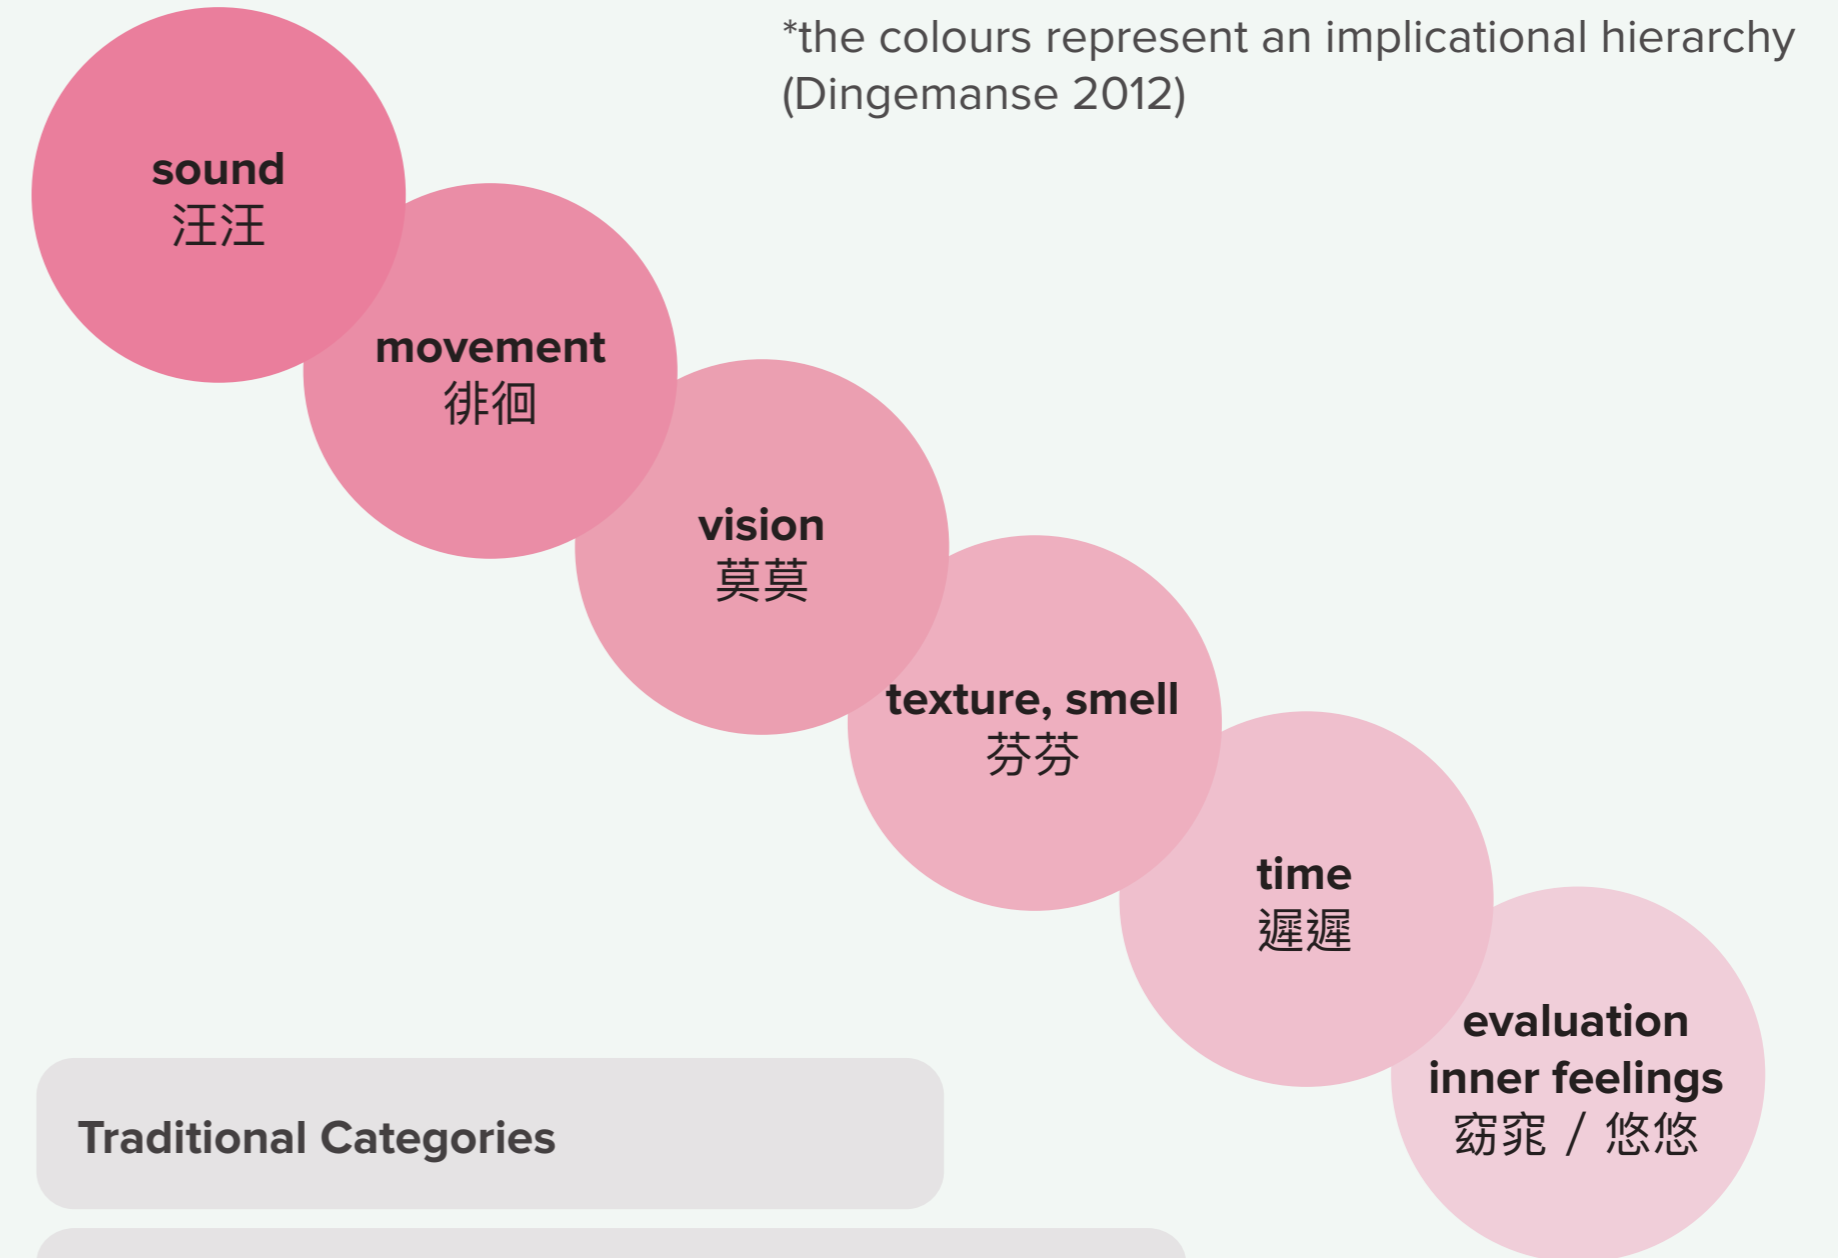 *the colours represent an implicational hierarchy
(Dingemanse 2012)
sound
汪汪
movement
徘徊
vision
莫莫
texture, smell
芬芬
time
遲遲
evaluation
inner feelings
窈窕 / 悠悠
Traditional Categories